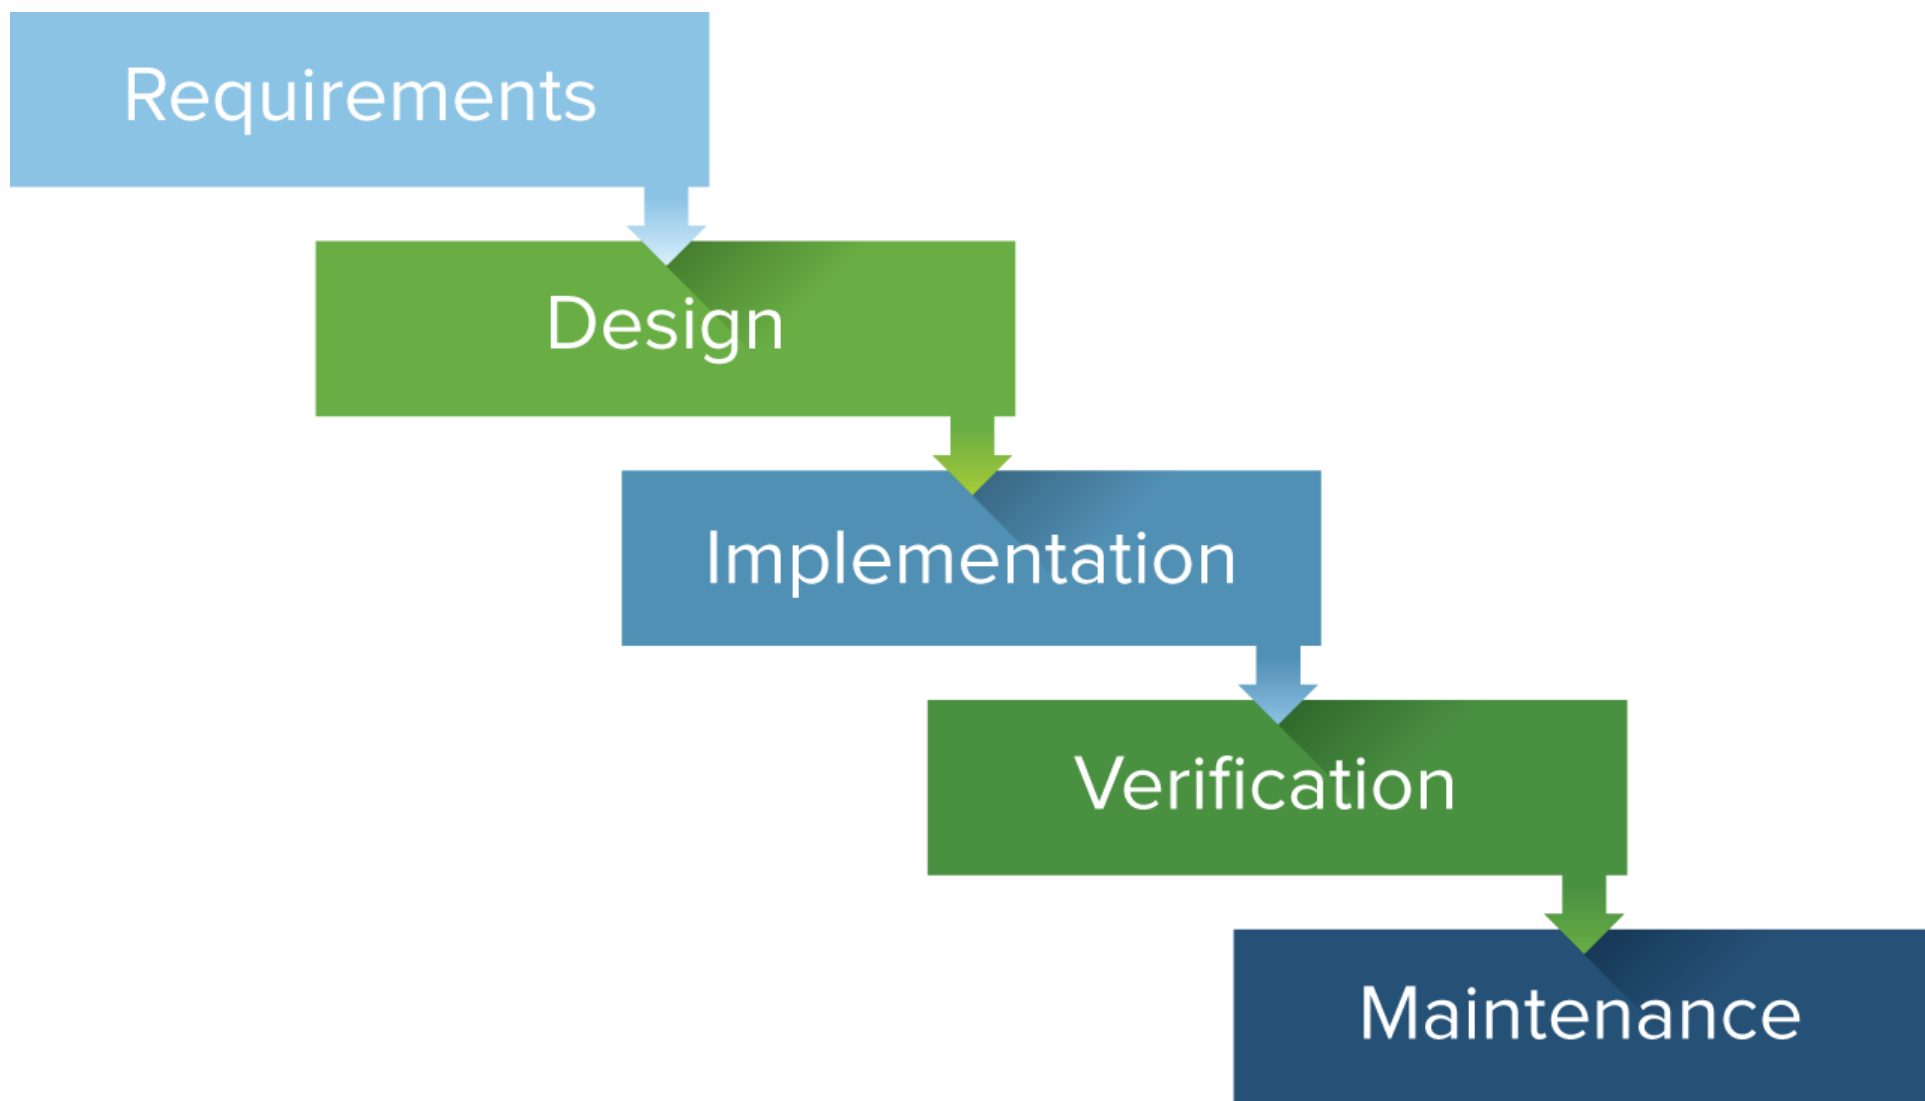 Requirements
Design
Implementation
Verification
Maintenance